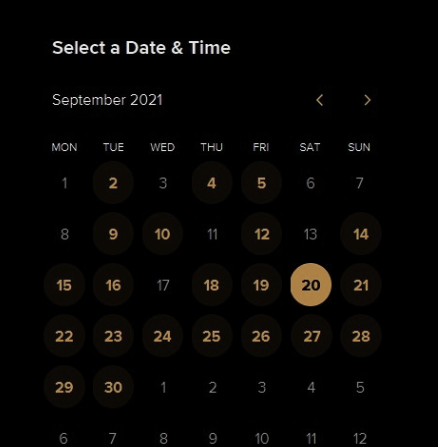 Select a Date & Time
September 2021
MON TUE WED THU FRI SAT SUN
1 2 3 4 5 6 7
8 9 10 11 12 13 14
15 16 17 18 19 20 21
22 23 24 25 26 27 28
29 30 1 2 3 4 5
6 7 8 9 10 11 12